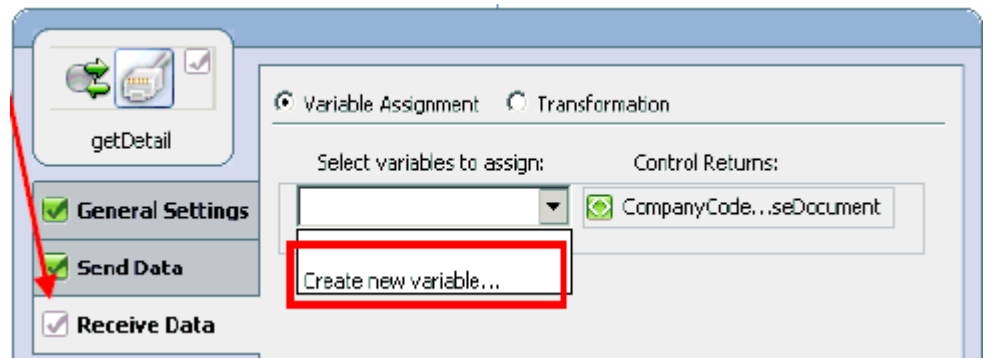 Variable Assignment Transformation
getDetail
Select variables to assign: Control Returns:
General Settings
CompanyCode...seDocument
Send Data
Create new variable...
Receive Data